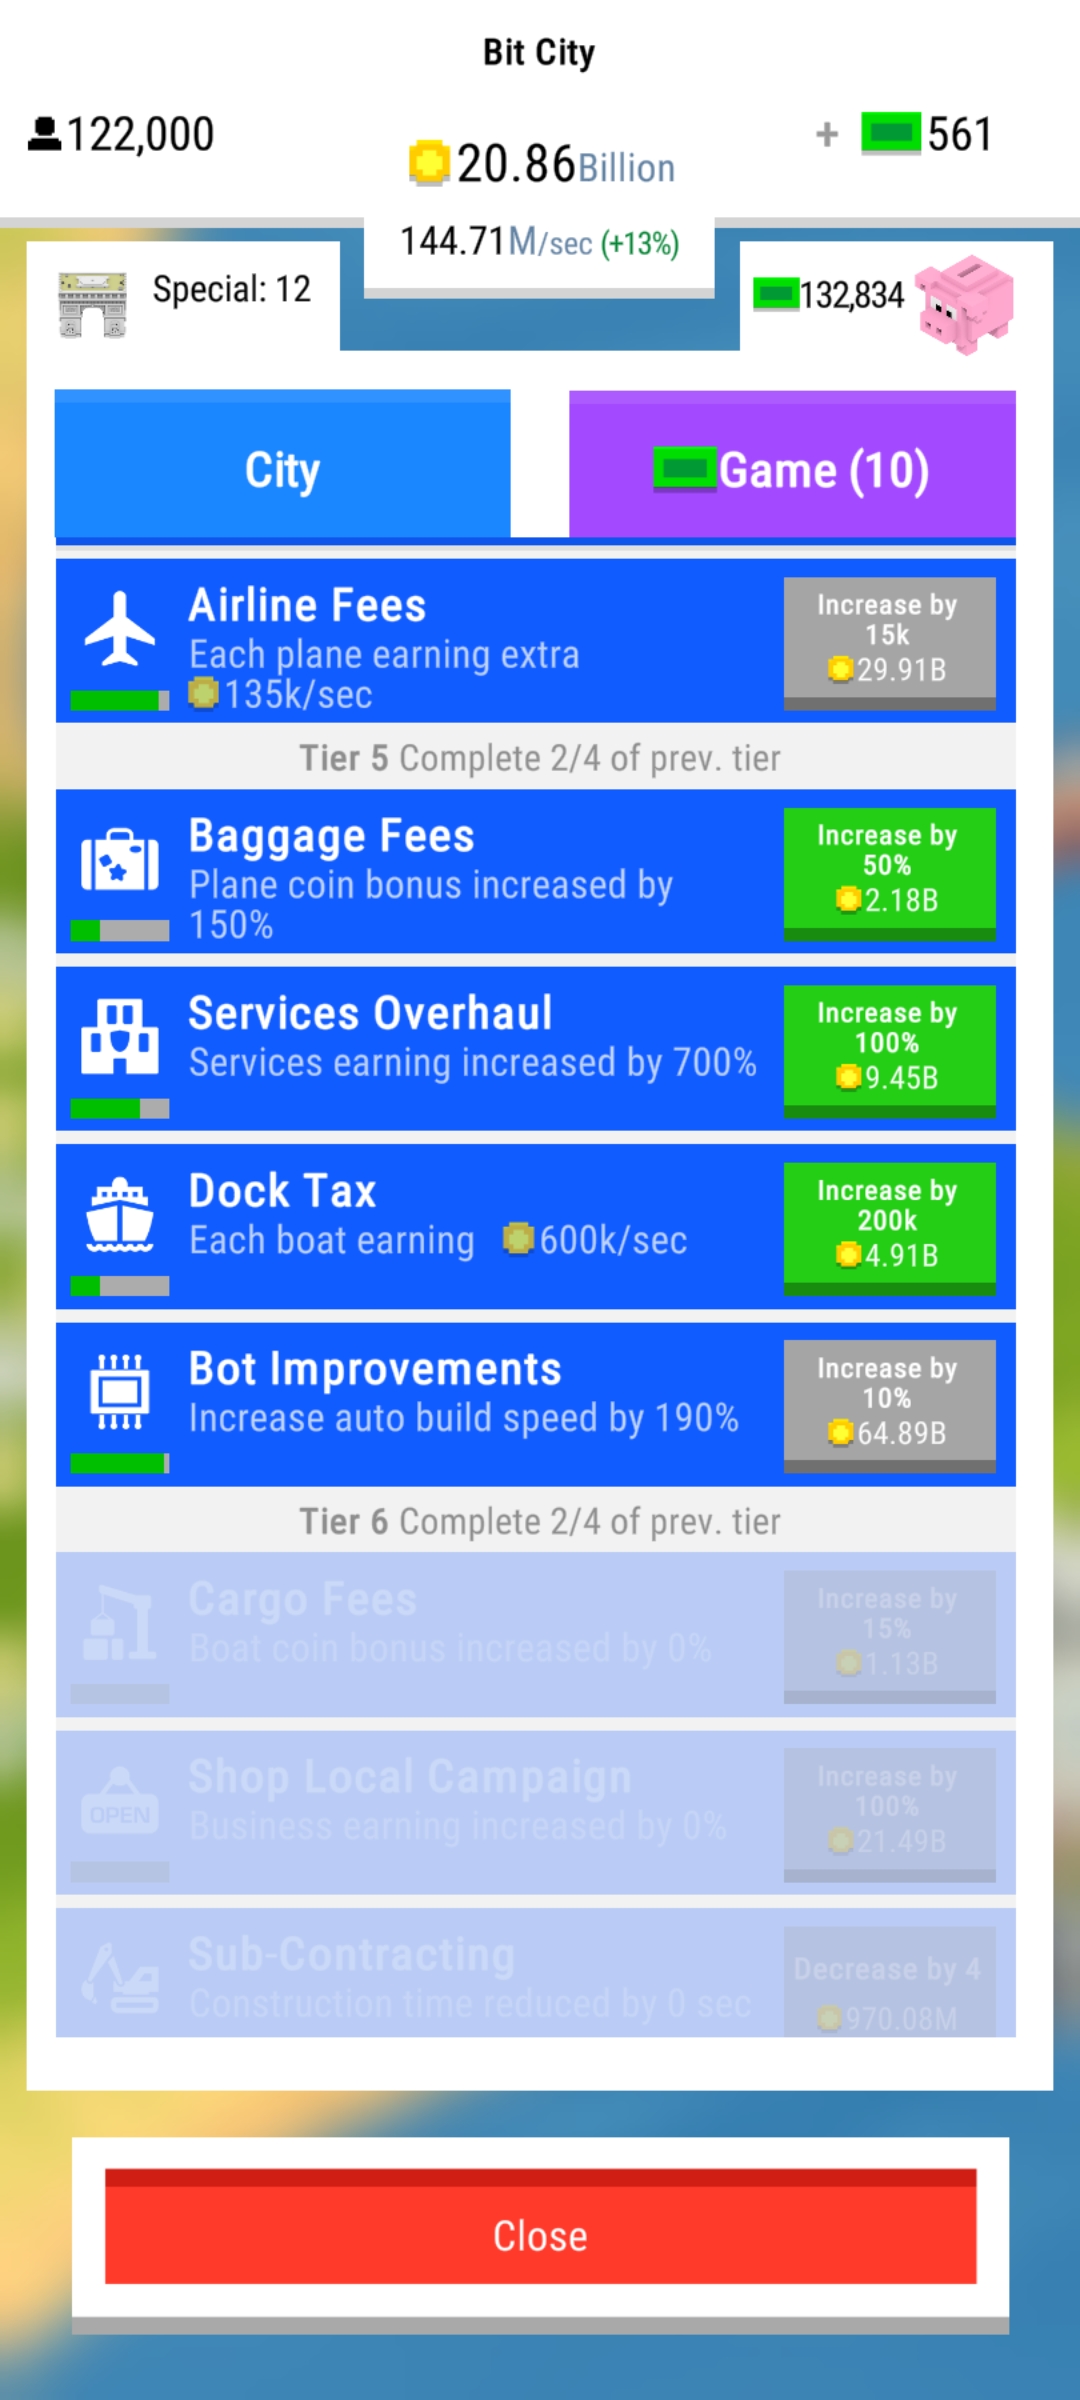 Bit City
122,000
20.86Billion
+ 561
144.71M/sec (+13%)
Special: 12
132,834
City
Game (10)
Airline Fees
Each plane earning extra
135k/sec
Increase by
15k
29.91B
Tier 5 Complete 2/4 of prev. tier
Baggage Fees
Plane coin bonus increased by
150%
Increase by
50%
2.18B
Services Overhaul
Services earning increased by 700%
Increase by
100%
9.45B
Dock Tax
Each boat earning 600k/sec
Increase by
200k
4.91B
Bot Improvements
Increase auto build speed by 190%
Increase by
10%
64.89B
Tier 6 Complete 2/4 of prev. tier
Cargo Fees
Boat coin bonus increased by 0%
Increase by
15%
1.13B
OPEN
Shop Local Campaign
Business earning increased by 0%
Increase by
100%
21.49B
Sub-Contracting
Construction time reduced by 0 sec
Decrease by 4
970.08M
Close